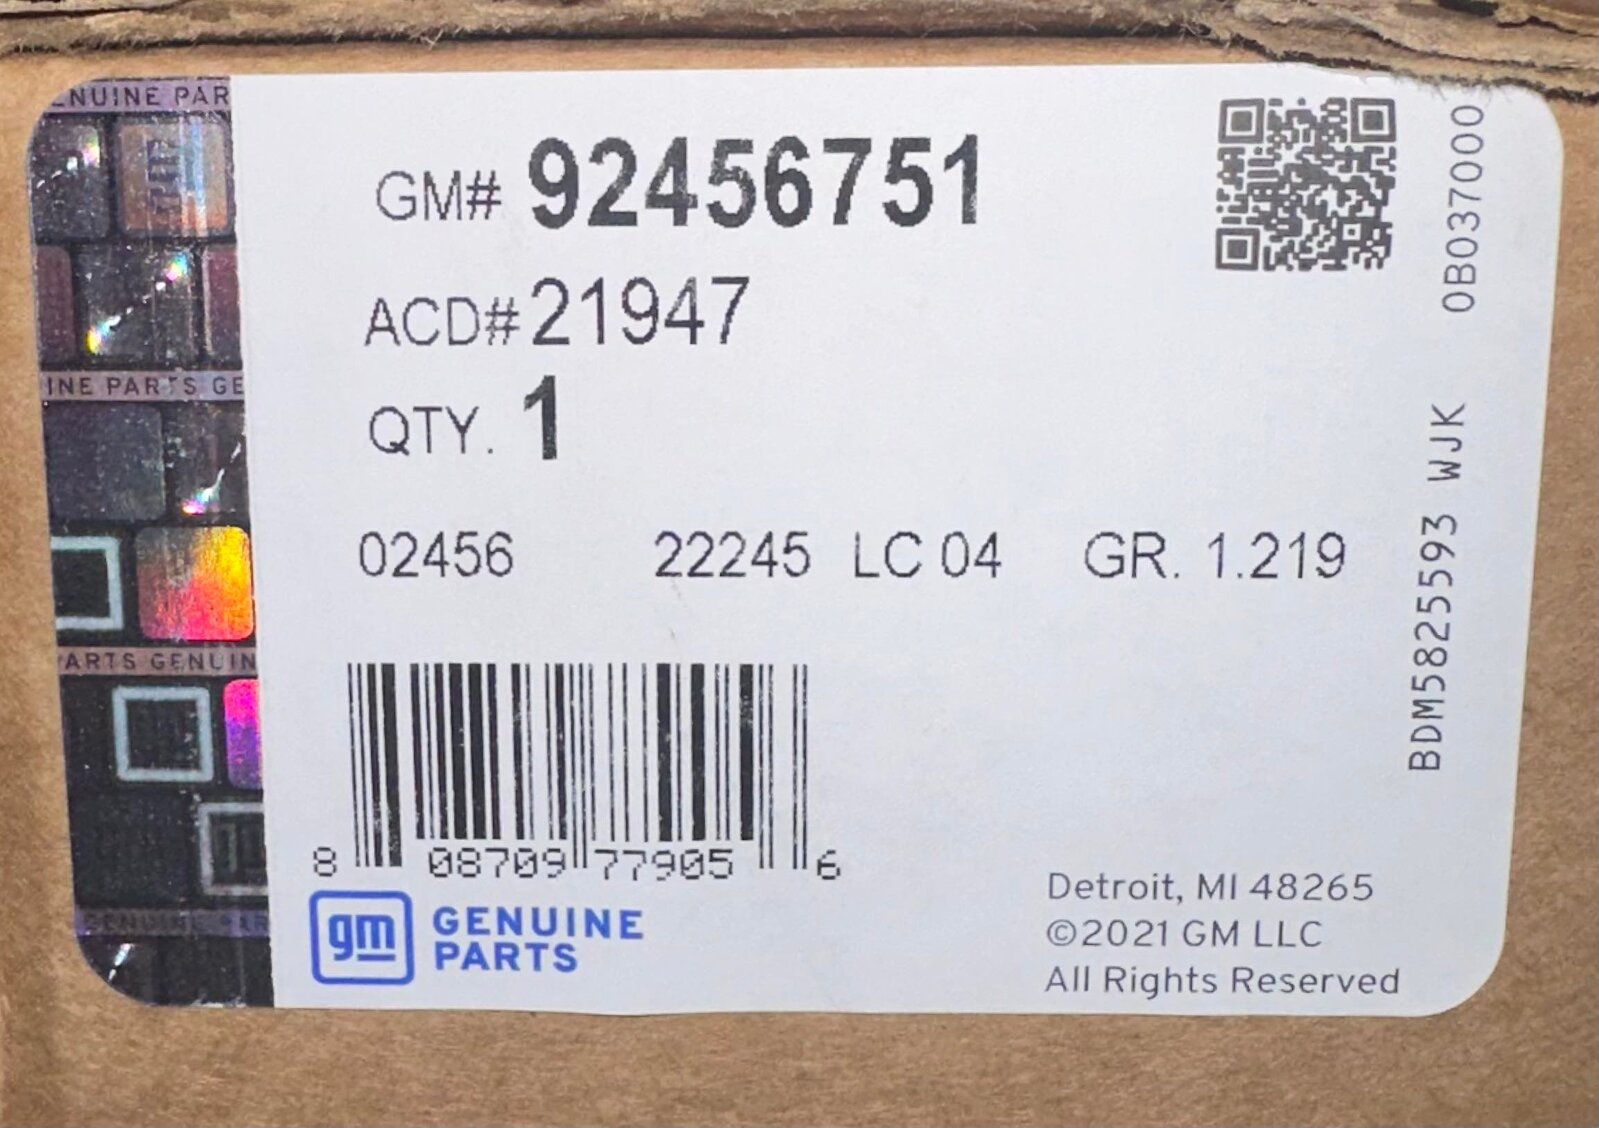 GM# 92456751
ACD# 21947
QTY. 1
02456 22245 LC 04 GR. 1.219
8 08709 77905 6
gm GENUINE
PARTS
Detroit, MI 48265
©2021 GM LLC
All Rights Reserved
BDM5825593 WJK 0B037000
ENUINE PAR
INE PARTS GE
PARTS GENUIN
GENUINE PAR